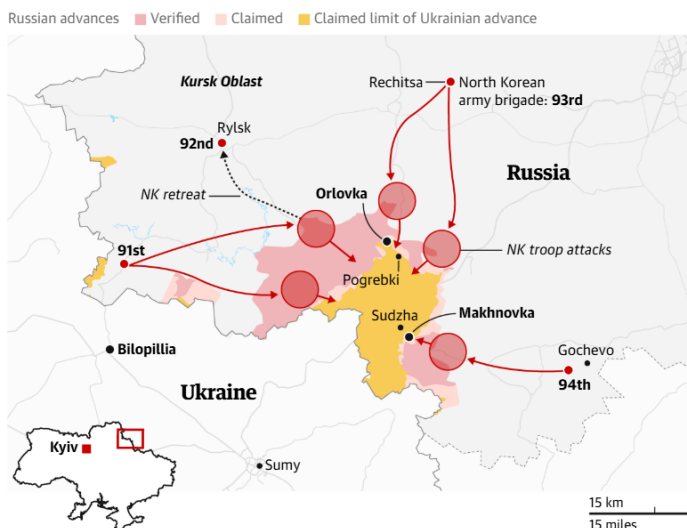 Russian advances Verified Claimed Claimed limit of Ukrainian advance
Kursk Oblast
Rechitsa
North Korean
army brigade: 93rd
Rylsk
92nd
Russia
NK retreat
Orlovka
91st
NK troop attacks
Pogrebki
Sudzha
Makhnovka
Bilopillia
Gochevo
94th
Ukraine
Kyiv
Sumy
15 km
15 miles